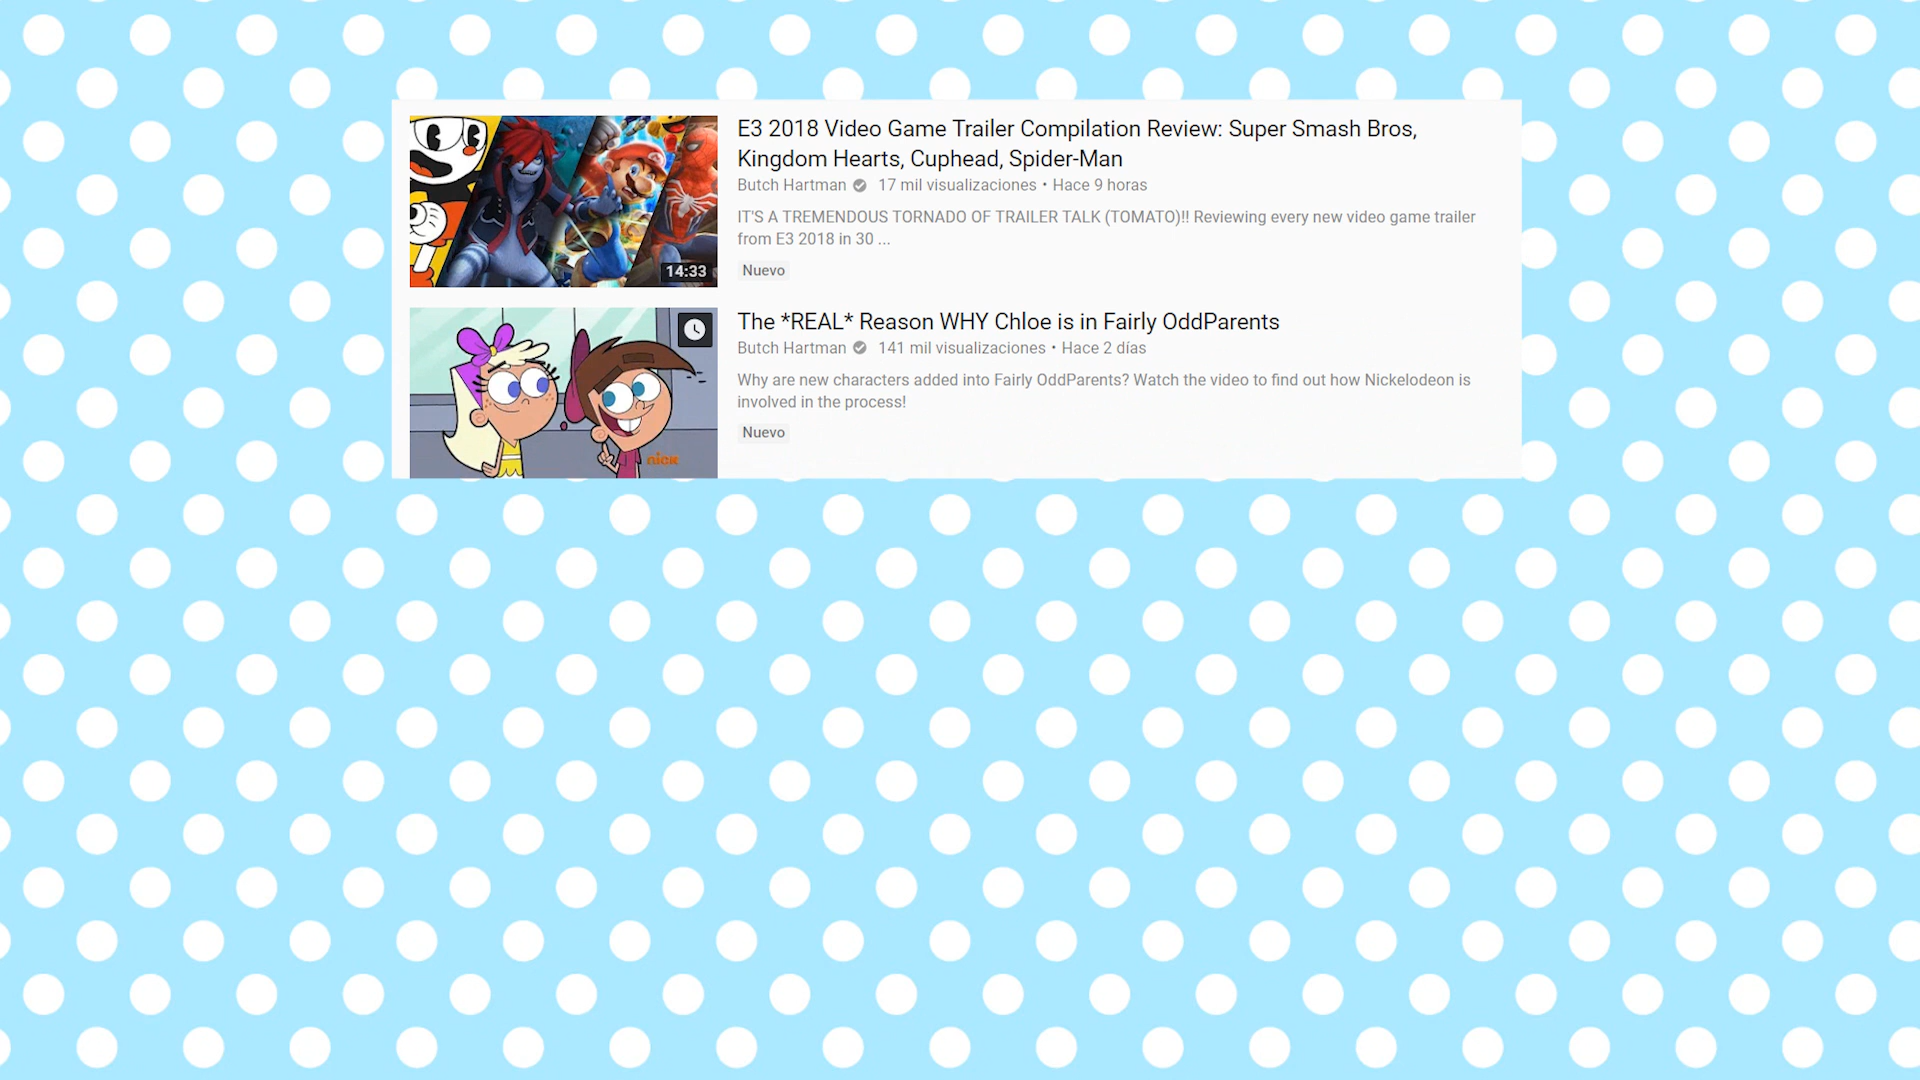 E3 2018 Video Game Trailer Compilation Review: Super Smash Bros,
Kingdom Hearts, Cuphead, Spider-Man
Butch Hartman 17 mil visualizaciones • Hace 9 horas
IT'S A TREMENDOUS TORNADO OF TRAILER TALK (TOMATO)!! Reviewing every new video game trailer
from E3 2018 in 30 ...
Nuevo
14:33
The *REAL* Reason WHY Chloe is in Fairly OddParents
Butch Hartman 141 mil visualizaciones • Hace 2 días
Why are new characters added into Fairly OddParents? Watch the video to find out how Nickelodeon is
involved in the process!
Nuevo
nick